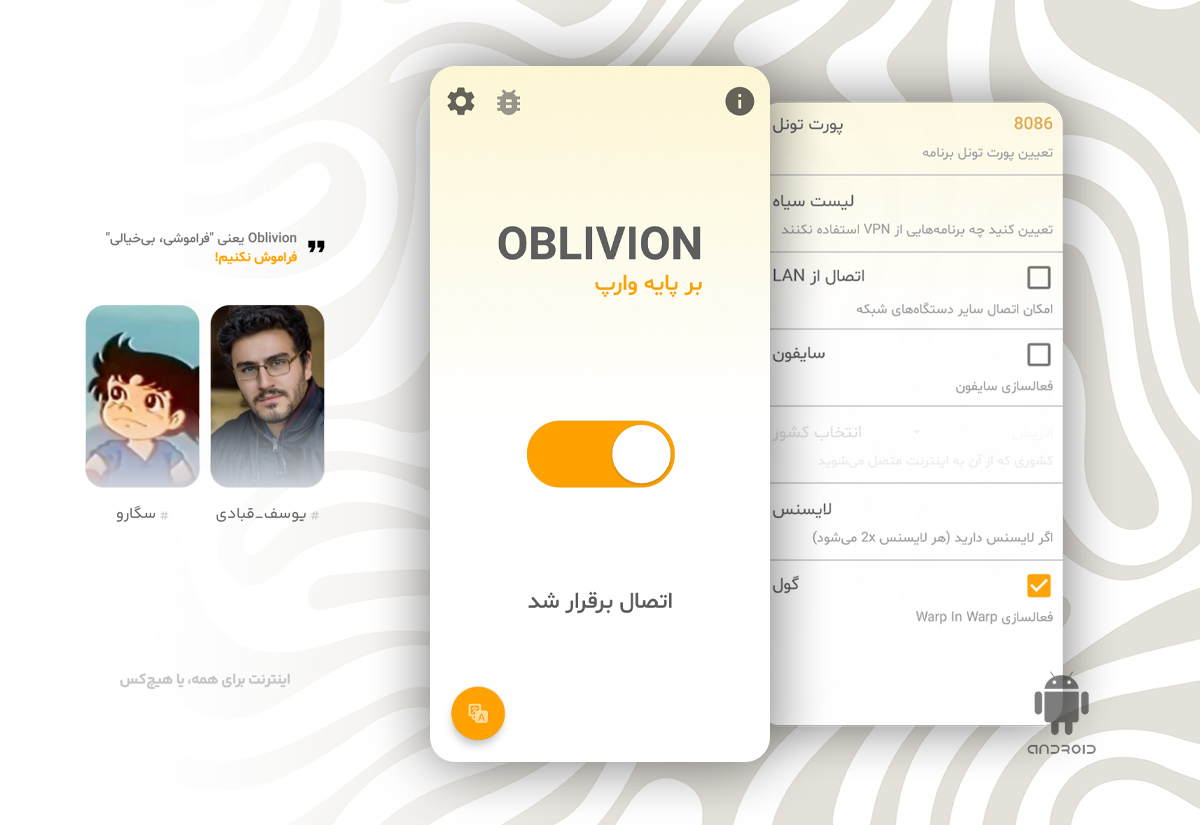 Oblivion یعنی "فراموشی، بی‌خیالی"
فراموش نکنیم!
# یوسف_قبادی
# سگارو
اینترنت برای همه، یا هیچ‌کس
OBLIVION
بر پایه وارپ
اتصال برقرار شد
پورت تونل
8086
تعیین پورت تونل برنامه
لیست سیاه
تعیین کنید چه برنامه‌هایی از VPN استفاده نکنند
اتصال از LAN
امکان اتصال سایر دستگاه‌های شبکه
سایفون
فعالسازی سایفون
انتخاب کشور
اتریش
کشوری که از آن به اینترنت متصل می‌شوید
لایسنس
اگر لایسنس دارید (هر لایسنس 2x می‌شود)
گول
فعالسازی Warp In Warp
ANDROID